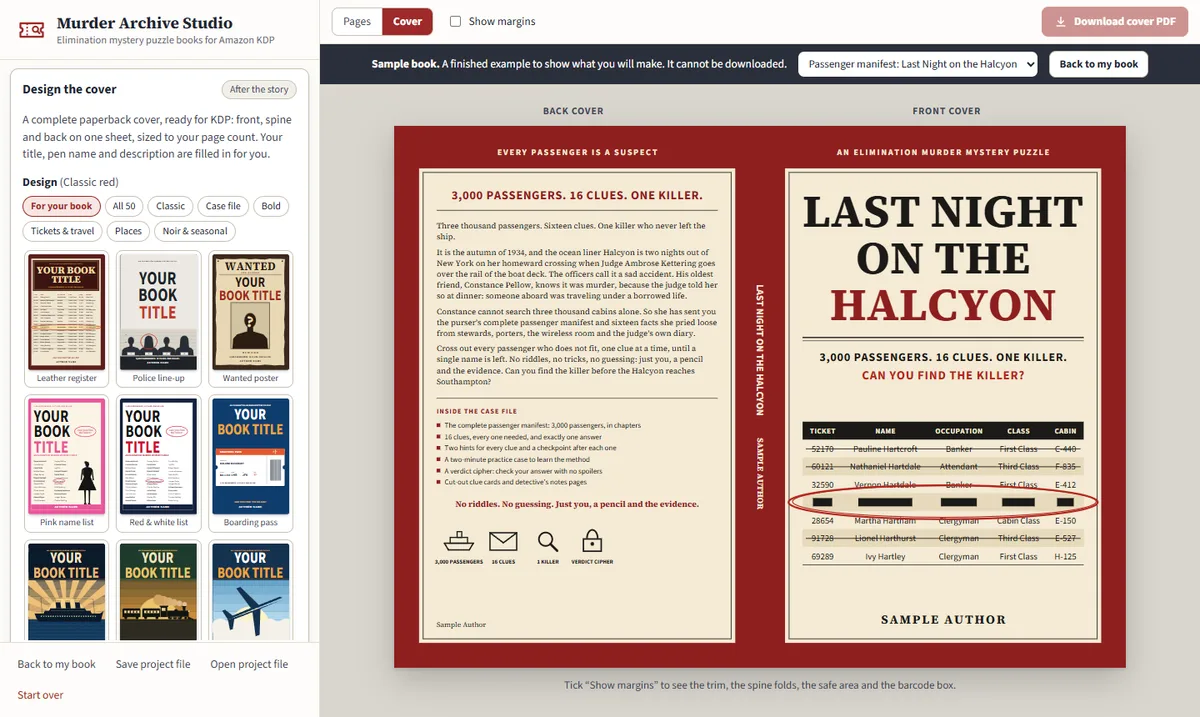 Murder Archive Studio
Elimination mystery puzzle books for Amazon KDP
Design the cover
After the story
A complete paperback cover, ready for KDP: front, spine
and back on one sheet, sized to your page count. Your
title, pen name and description are filled in for you.
Design (Classic red)
For your book
All 50
Classic
Case file
Bold
Tickets & travel
Places
Noir & seasonal
YOUR BOOK
TITLE
Leather register
YOUR
BOOK
TITLE
Police line-up
WANTED
YOUR
BOOK TITLE
Wanted poster
YOUR
BOOK
TITLE
Pink name list
YOUR
BOOK
TITLE
Red & white list
YOUR
BOOK TITLE
Boarding pass
YOUR
BOOK TITLE
YOUR
BOOK TITLE
YOUR
BOOK TITLE
Back to my book
Save project file
Open project file
Start over
Pages
Cover
Show margins
Download cover PDF
Sample book. A finished example to show what you will make. It cannot be downloaded.
Passenger manifest: Last Night on the Halcyon
Back to my book
BACK COVER
FRONT COVER
EVERY PASSENGER IS A SUSPECT
3,000 PASSENGERS. 16 CLUES. ONE KILLER.
Three thousand passengers. Sixteen clues. One killer who never left the
ship.
It is the autumn of 1934, and the ocean liner Halcyon is two nights out of
New York on her homeward crossing when Judge Ambrose Kettering goes
over the rail of the boat deck. The officers call it a sad accident. His oldest
friend, Constance Pellow, knows it was murder, because the judge told her
so at dinner: someone aboard was traveling under a borrowed life.
Constance cannot search three thousand cabins alone. So she has sent you
the purser's complete passenger manifest and sixteen facts she pried loose
from stewards, porters, the wireless room and the judge's own diary.
Cross out every passenger who does not fit, one clue at a time, until a
single name is left. No riddles, no tricks, no guessing: just you, a pencil
and the evidence. Can you find the killer before the Halcyon reaches
Southampton?
INSIDE THE CASE FILE
The complete passenger manifest: 3,000 passengers, in chapters
16 clues, every one needed, and exactly one answer
Two hints for every clue and a checkpoint after each one
A two-minute practice case to learn the method
A verdict cipher: check your answer with no spoilers
Cut-out clue cards and detective's notes pages
No riddles. No guessing. Just you, a pencil and the evidence.
3,000 PASSENGERS
16 CLUES
1 KILLER
VERDICT CIPHER
Sample Author
LAST NIGHT ON THE HALCYON
SAMPLE AUTHOR
AN ELIMINATION MURDER MYSTERY PUZZLE
LAST NIGHT
ON THE
HALCYON
3,000 PASSENGERS. 16 CLUES. ONE KILLER.
CAN YOU FIND THE KILLER?
TICKET NAME OCCUPATION CLASS CABIN
52170 Pauline Hartcroft Banker First Class C-440
60121 Nathaniel Hartdale Attendant Third Class F-835
32590 Vernon Hartdale Banker First Class E-412
28654 Martha Hartham Clergyman Cabin Class E-150
91728 Lionel Harthurst Clergyman Third Class E-527
69289 Ivy Hartley Clergyman First Class H-125
SAMPLE AUTHOR
Tick “Show margins” to see the trim, the spine folds, the safe area and the barcode box.